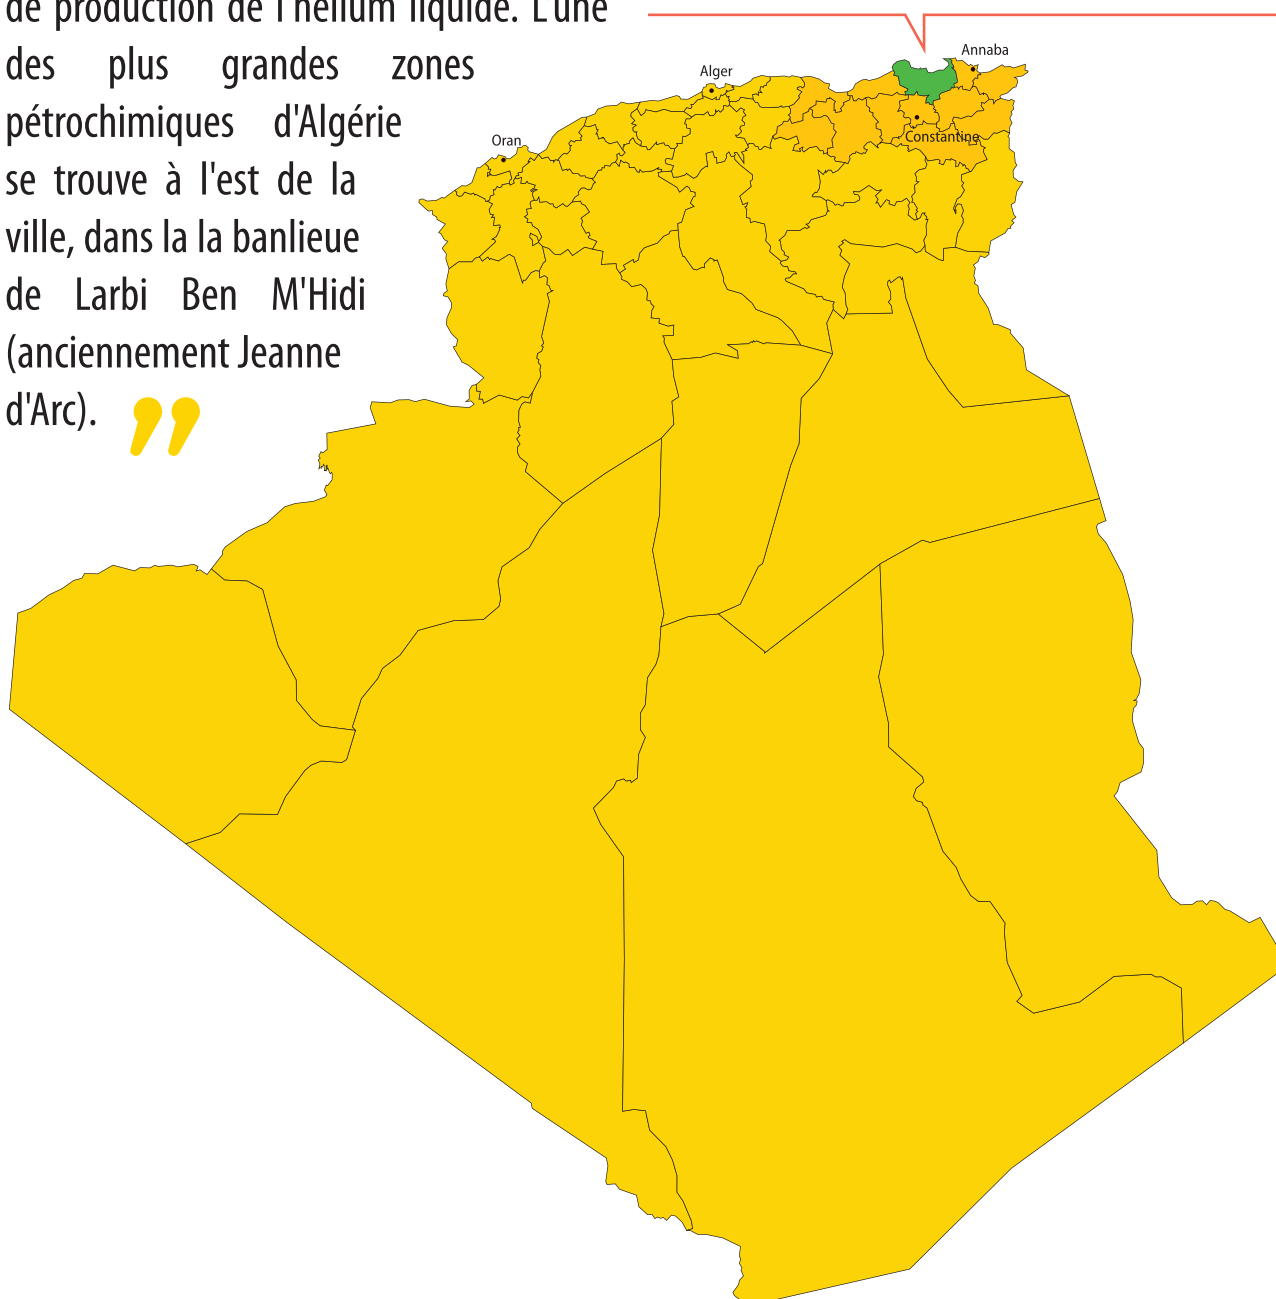 de production de l'hélium liquide. L'une
des plus grandes zones
pétrochimiques d'Algérie
se trouve à l'est de la
ville, dans la la banlieue
de Larbi Ben M'Hidi
(anciennement Jeanne
d'Arc). ”
Annaba
Alger
Constantine
Oran